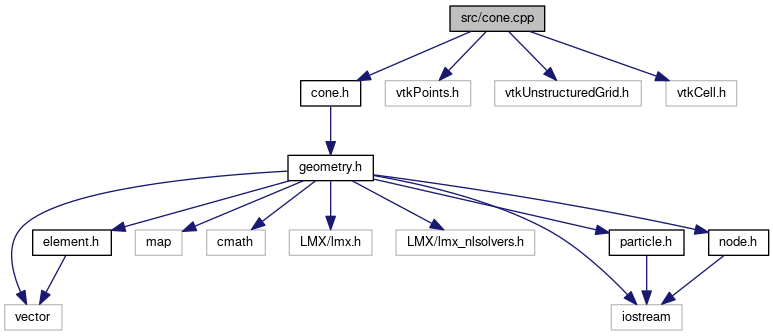 src/cone.cpp
cone.h
vtkPoints.h
vtkUnstructuredGrid.h
vtkCell.h
geometry.h
element.h
map
cmath
LMX/lmx.h
LMX/lmx_nlsolvers.h
particle.h
node.h
vector
iostream